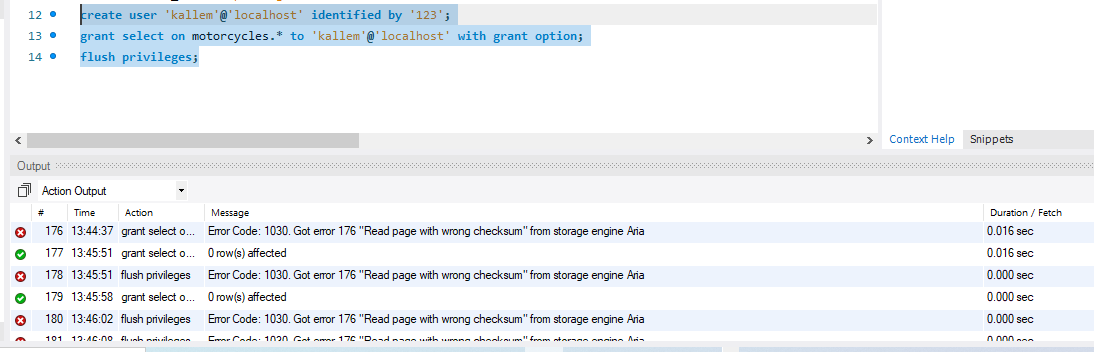 12 create user 'kallem'@'localhost' identified by '123';
13 grant select on motorcycles.* to 'kallem'@'localhost' with grant option;
14 flush privileges;
Context Help Snippets
Output
Action Output
# Time Action Message Duration / Fetch
176 13:44:37 grant select o... Error Code: 1030. Got error 176 "Read page with wrong checksum" from storage engine Aria 0.016 sec
177 13:45:51 grant select o... 0 row(s) affected 0.016 sec
178 13:45:51 flush privileges Error Code: 1030. Got error 176 "Read page with wrong checksum" from storage engine Aria 0.000 sec
179 13:45:58 grant select o... 0 row(s) affected 0.000 sec
180 13:46:02 flush privileges Error Code: 1030. Got error 176 "Read page with wrong checksum" from storage engine Aria 0.000 sec
181 13:46:08 flush privileges Error Code: 1030. Got error 176 "Read page with wrong checksum" from storage engine Aria 0.000 sec